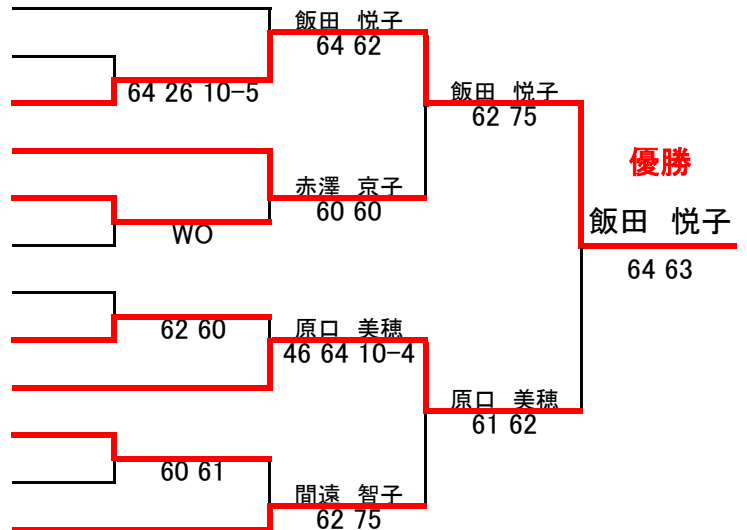 飯田　悦子
64 62
64 26 10-5
飯田　悦子
62 75
優勝
赤澤　京子
60 60
WO
飯田　悦子
64 63
62 60
原口　美穂
46 64 10-4
原口　美穂
61 62
60 61
間遠　智子
62 75